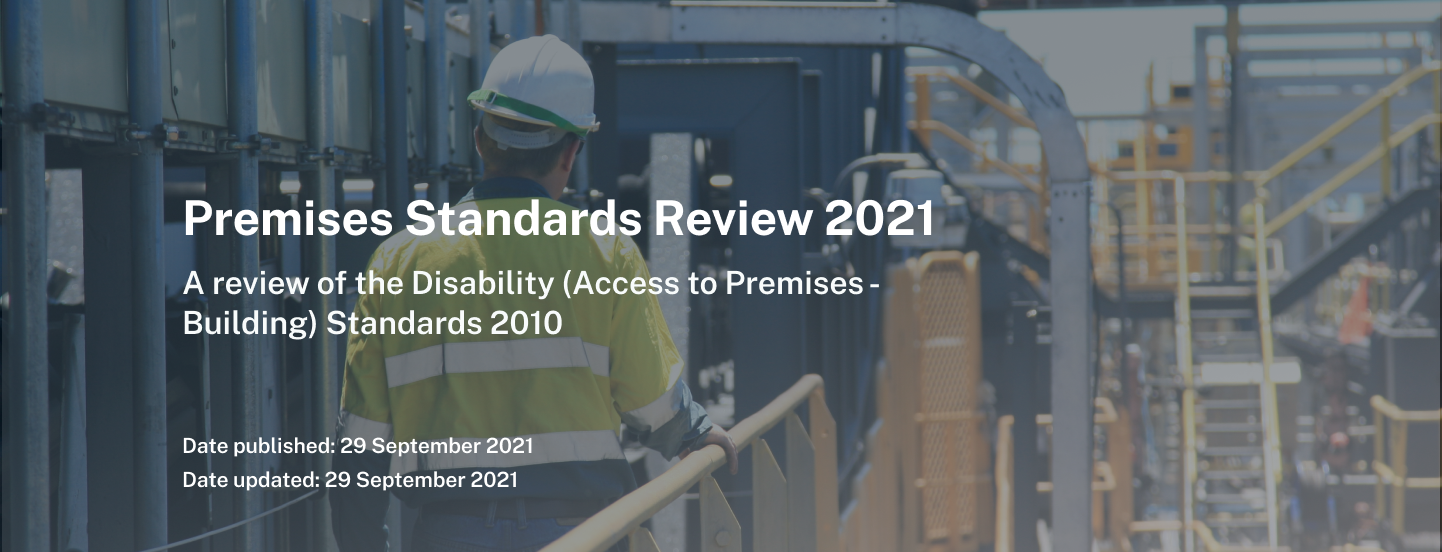 Premises Standards Review 2021
A review of the Disability (Access to Premises -
Building) Standards 2010
Date published: 29 September 2021
Date updated: 29 September 2021